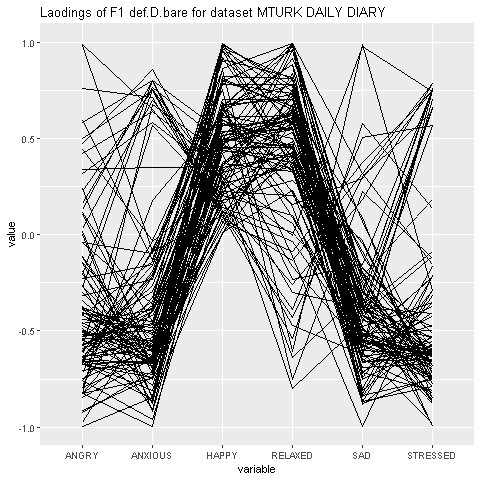 Laodings of F1 def.D.bare for dataset MTURK DAILY DIARY
1.0
0.5
0.0
-0.5
-1.0
value
ANGRY ANXIOUS HAPPY RELAXED SAD STRESSED
variable